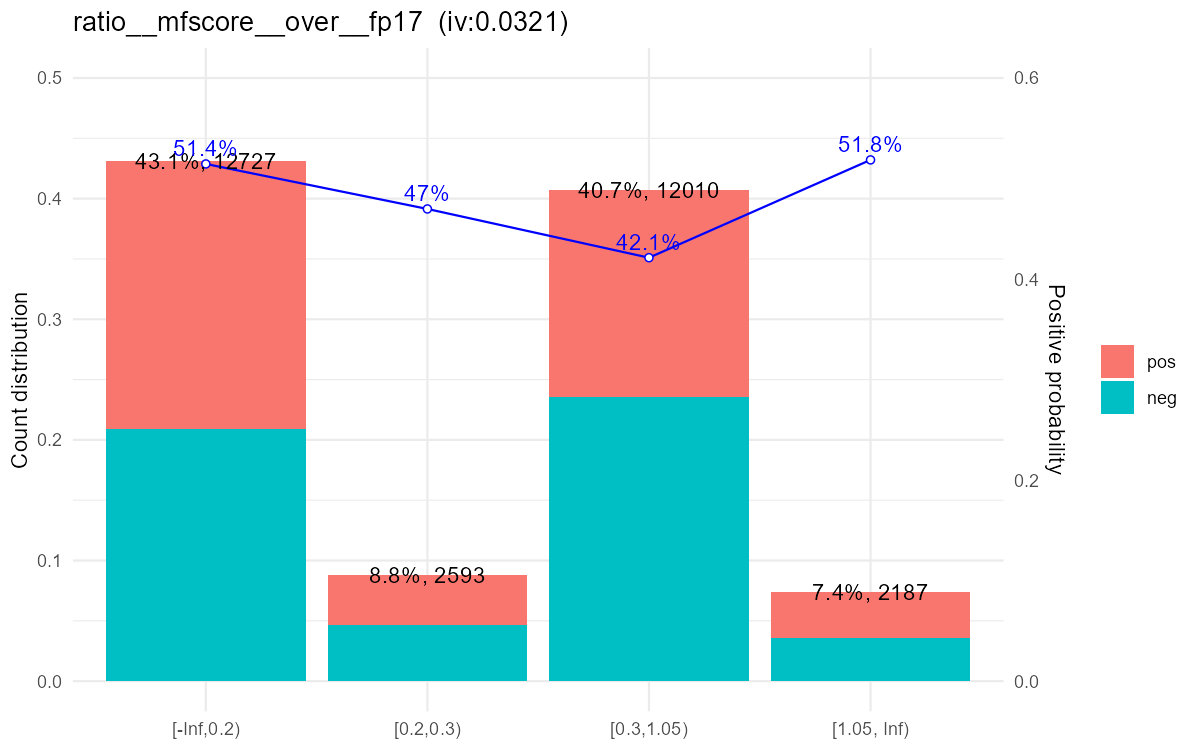 ratio__mfscore__over__fp17  (iv:0.0321)
0.5
0.4
0.3
0.2
0.1
0.0
Count distribution
51.4%
43.1%, 12727
47%
8.8%, 2593
40.7%, 12010
42.1%
51.8%
7.4%, 2187
0.6
0.4
0.2
0.0
Positive probability
pos
neg
[-Inf,0.2)
[0.2,0.3)
[0.3,1.05)
[1.05, Inf)